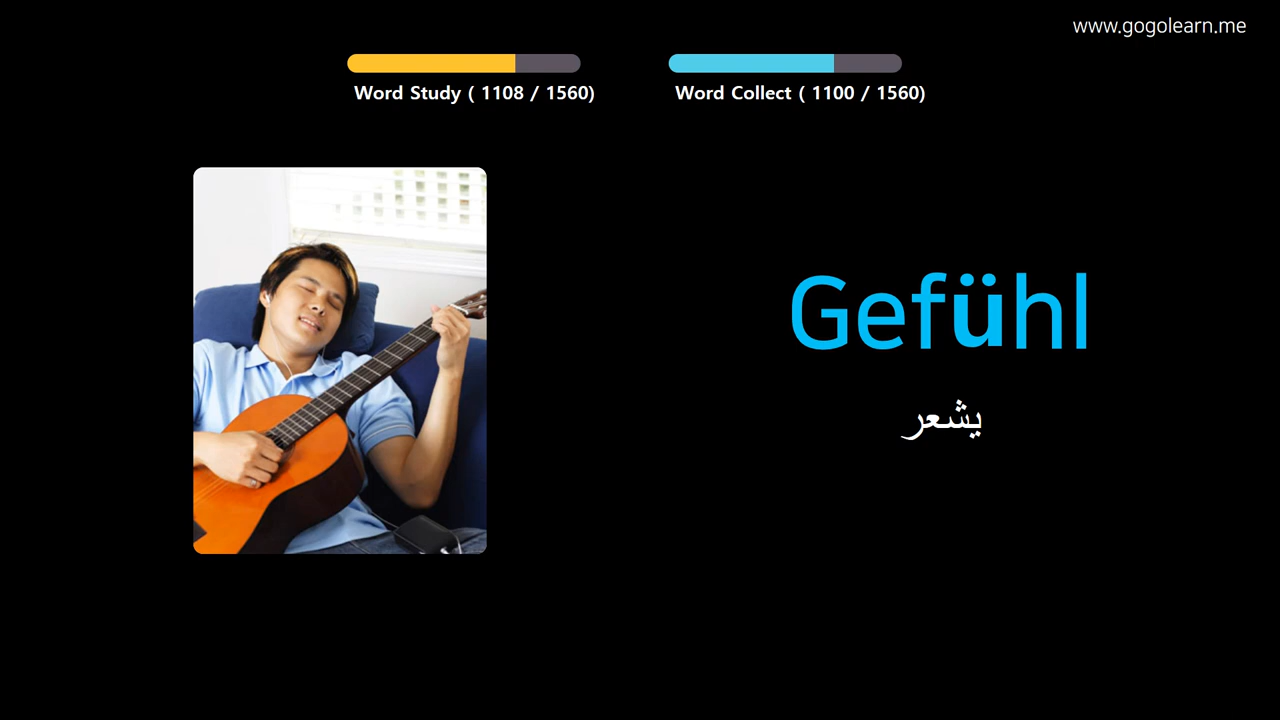 www.gogolearn.me
Word Study ( 1108 / 1560)
Word Collect ( 1100 / 1560)
Gefühl
يشعر